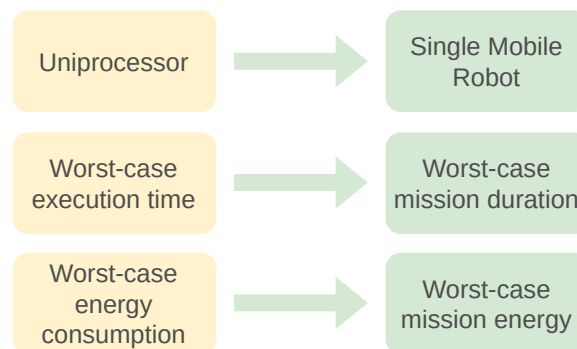 Uniprocessor
Single Mobile
Robot
Worst-case
execution time
Worst-case
mission duration
Worst-case
energy
consumption
Worst-case
mission energy